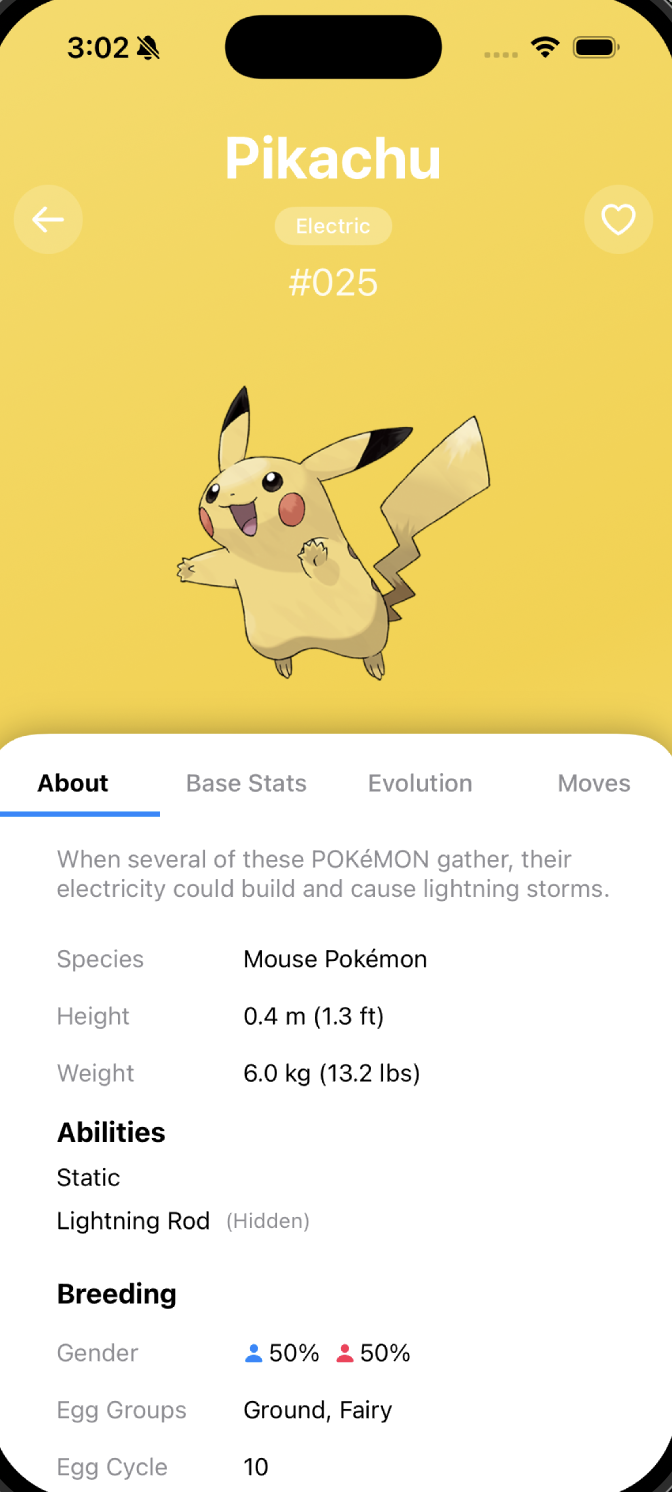 3:02
Pikachu
Electric
#025
About Base Stats Evolution Moves
When several of these POKéMON gather, their
electricity could build and cause lightning storms.
Species Mouse Pokémon
Height 0.4 m (1.3 ft)
Weight 6.0 kg (13.2 lbs)
Abilities
Static
Lightning Rod (Hidden)
Breeding
Gender 50% 50%
Egg Groups Ground, Fairy
Egg Cycle 10